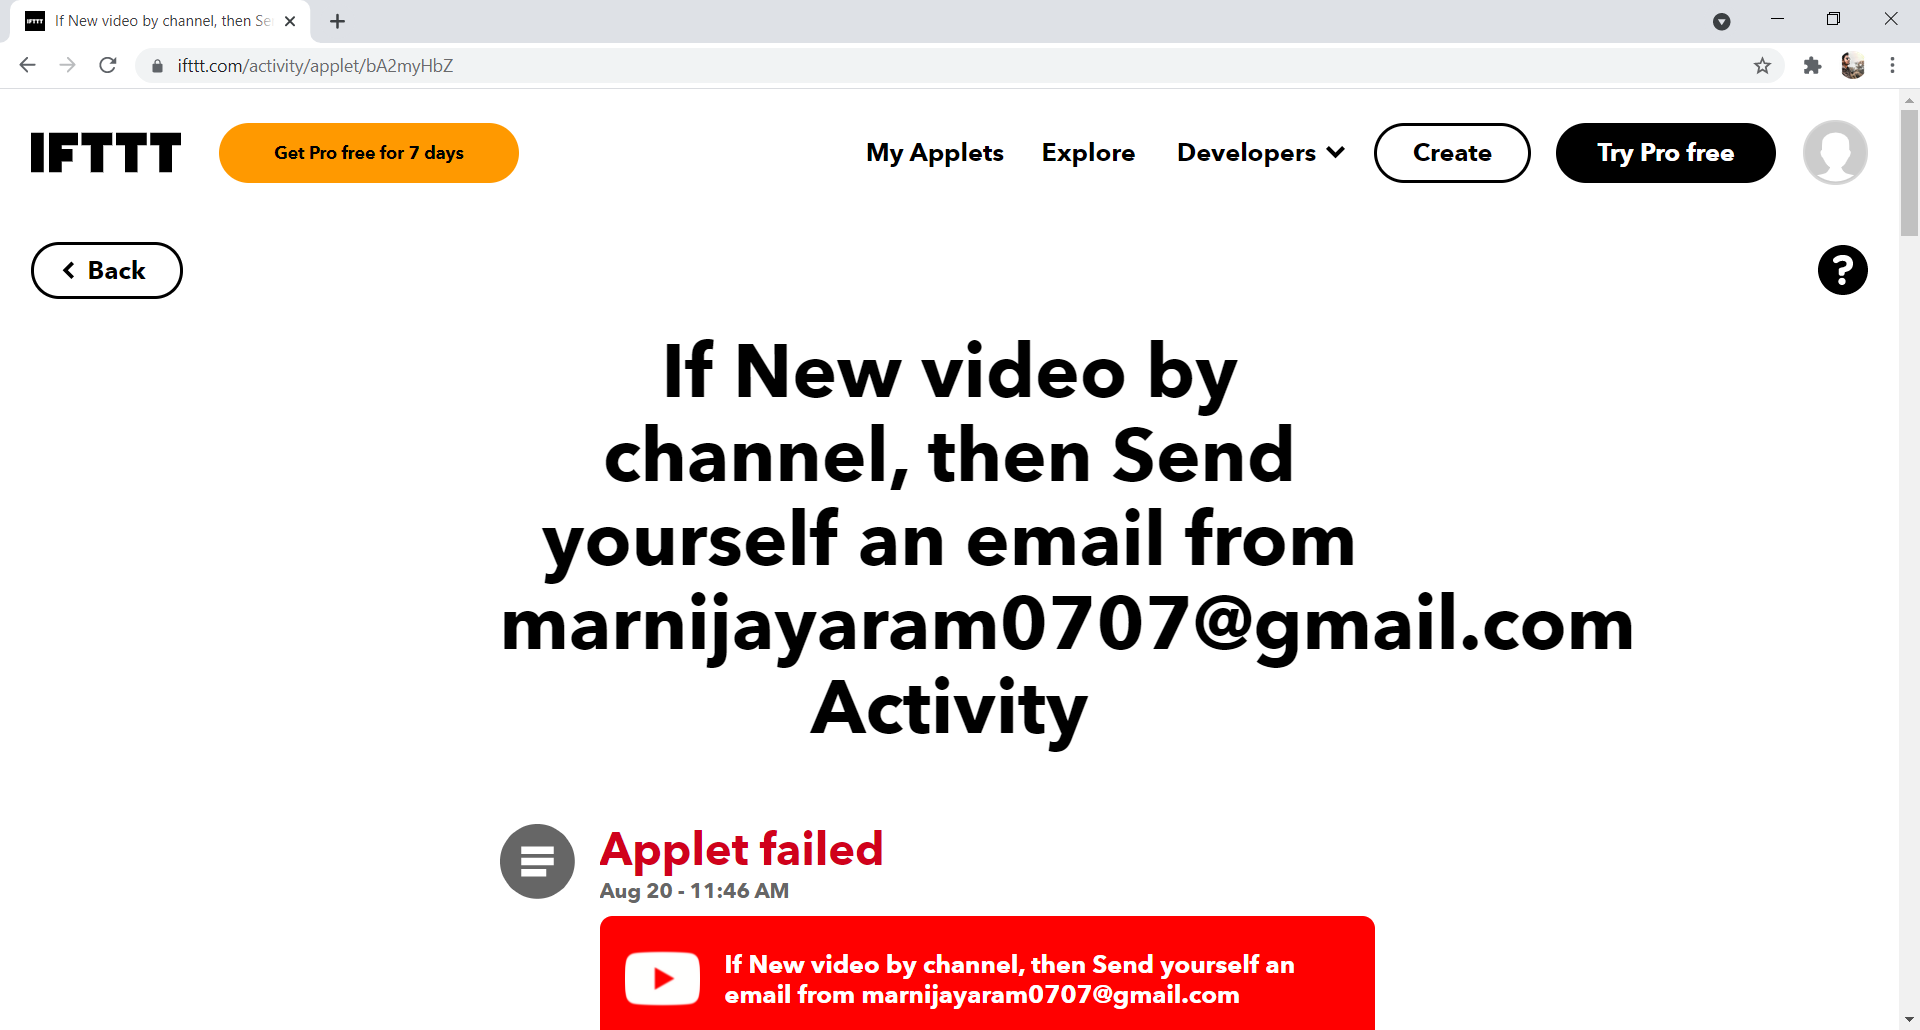 IFTTT If New video by channel, then Se
ifttt.com/activity/applet/bA2myHbZ
IFTTT
Get Pro free for 7 days
My Applets
Explore
Developers
Create
Try Pro free
Back
?
If New video by
channel, then Send
yourself an email from
marnijayaram0707@gmail.com
Activity
Applet failed
Aug 20 - 11:46 AM
If New video by channel, then Send yourself an
email from marnijayaram0707@gmail.com